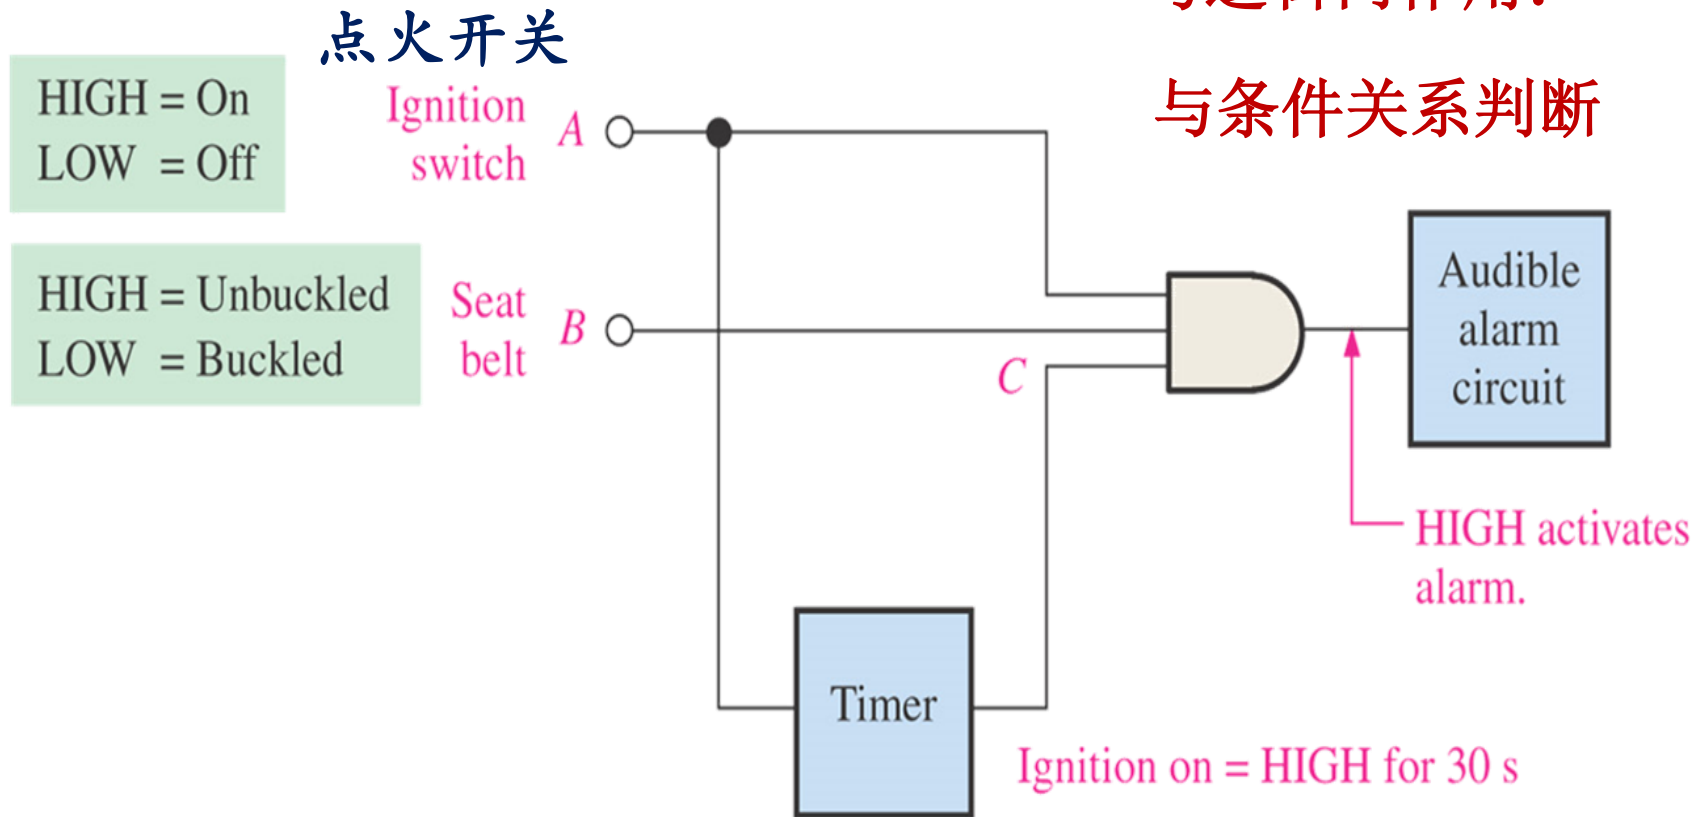 点火开关
与条件关系判断
HIGH = On
LOW = Off
Ignition
switch
A
HIGH = Unbuckled
LOW = Buckled
Seat
belt
B
C
Audible
alarm
circuit
HIGH activates
alarm.
Timer
Ignition on = HIGH for 30 s